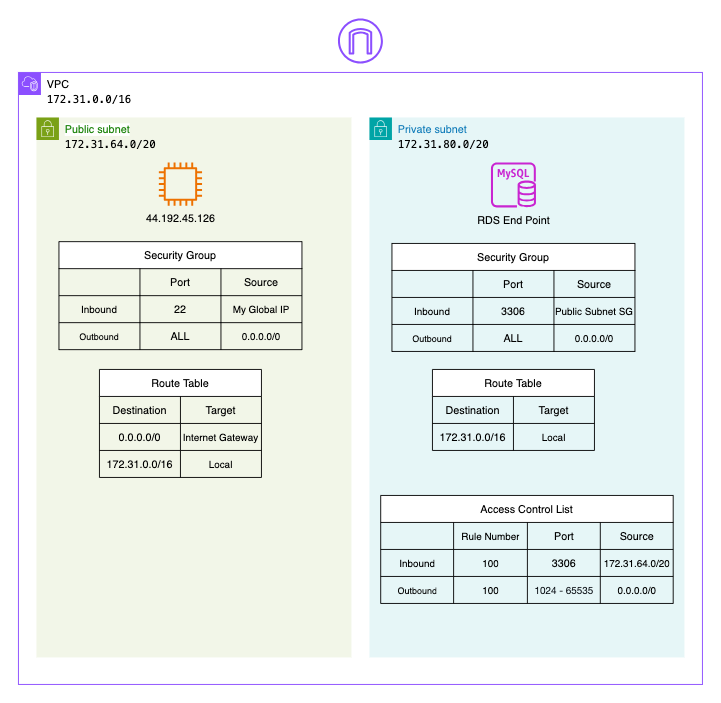 VPC
172.31.0.0/16
Public subnet
172.31.64.0/20
44.192.45.126
Security Group
Port Source
Inbound 22 My Global IP
Outbound ALL 0.0.0.0/0
Route Table
Destination Target
0.0.0.0/0 Internet Gateway
172.31.0.0/16 Local
Private subnet
172.31.80.0/20
MySQL
RDS End Point
Security Group
Port Source
Inbound 3306 Public Subnet SG
Outbound ALL 0.0.0.0/0
Route Table
Destination Target
172.31.0.0/16 Local
Access Control List
Rule Number Port Source
Inbound 100 3306 172.31.64.0/20
Outbound 100 1024 - 65535 0.0.0.0/0